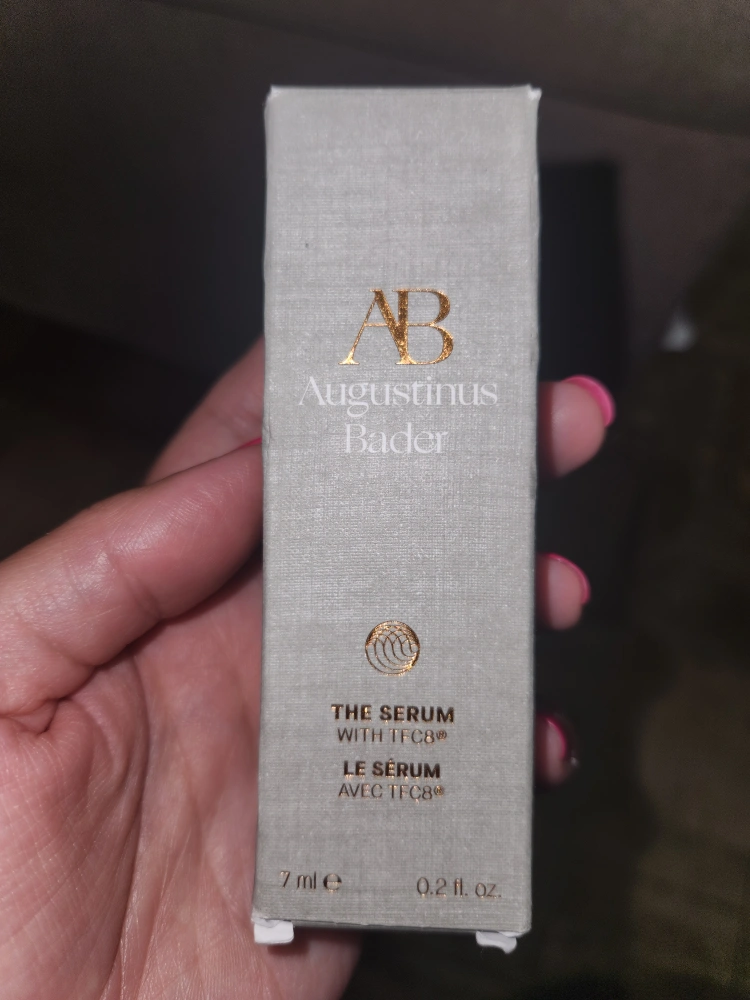 AB
Augustinus
Bader
THE SERUM
WITH TFC8®
LE SÉRUM
AVEC TFC8®
7 ml ℮ 0.2 fl. oz.